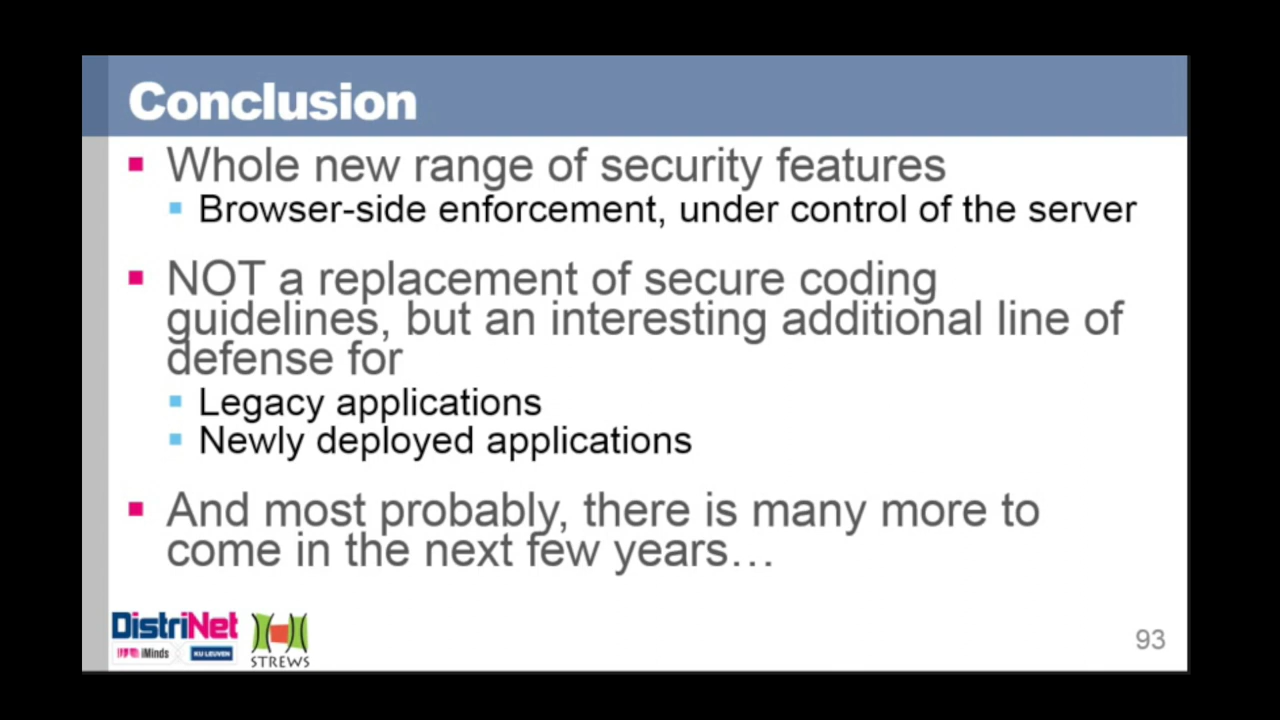 Conclusion
Whole new range of security features
Browser-side enforcement, under control of the server
NOT a replacement of secure coding
guidelines, but an interesting additional line of
defense for
Legacy applications
Newly deployed applications
And most probably, there is many more to
come in the next few years…
DistriNet
iMinds
KU LEUVEN
STREWS
93